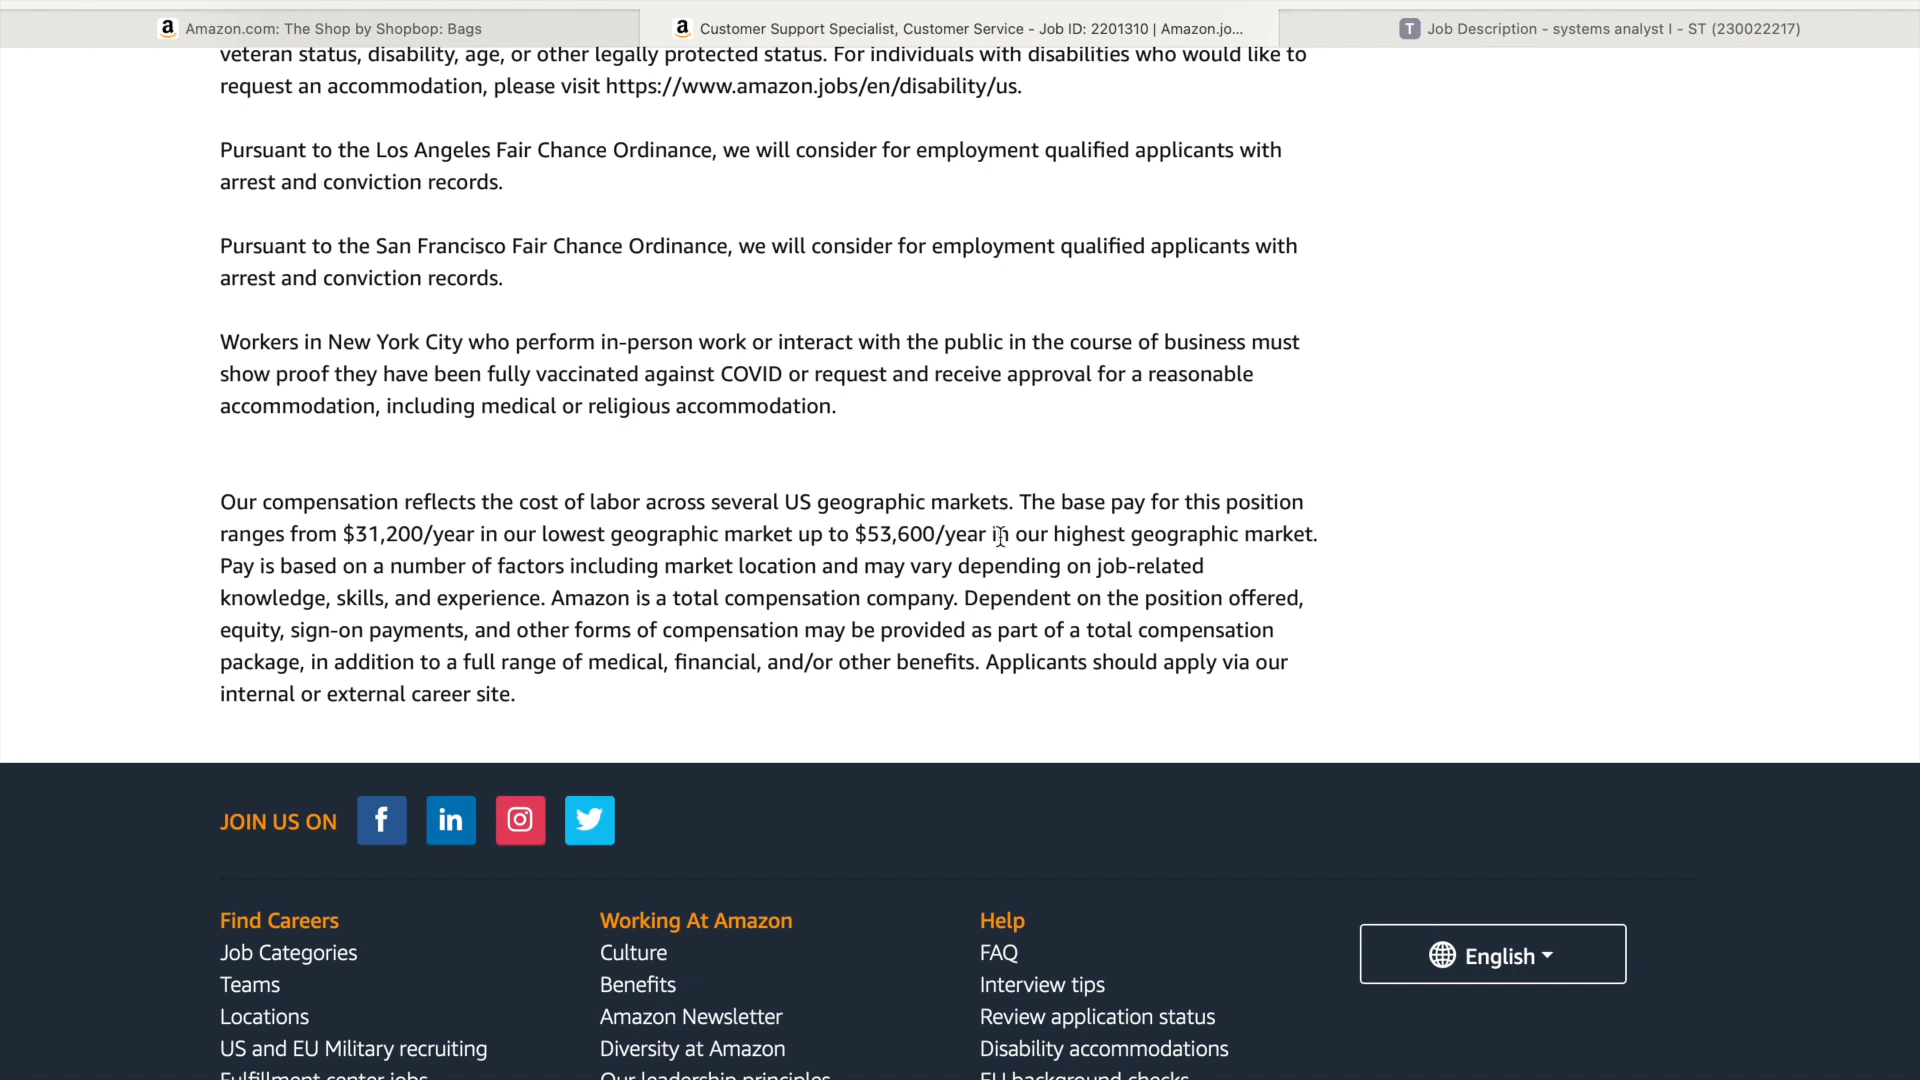 Amazon.com: The Shop by Shopbop: Bags
Customer Support Specialist, Customer Service - Job ID: 2201310 | Amazon.jo...
Job Description - systems analyst I - ST (230022217)
veteran status, disability, age, or other legally protected status. For individuals with disabilities who would like to
request an accommodation, please visit https://www.amazon.jobs/en/disability/us.
Pursuant to the Los Angeles Fair Chance Ordinance, we will consider for employment qualified applicants with
arrest and conviction records.
Pursuant to the San Francisco Fair Chance Ordinance, we will consider for employment qualified applicants with
arrest and conviction records.
Workers in New York City who perform in-person work or interact with the public in the course of business must
show proof they have been fully vaccinated against COVID or request and receive approval for a reasonable
accommodation, including medical or religious accommodation.
Our compensation reflects the cost of labor across several US geographic markets. The base pay for this position
ranges from $31,200/year in our lowest geographic market up to $53,600/year in our highest geographic market.
Pay is based on a number of factors including market location and may vary depending on job-related
knowledge, skills, and experience. Amazon is a total compensation company. Dependent on the position offered,
equity, sign-on payments, and other forms of compensation may be provided as part of a total compensation
package, in addition to a full range of medical, financial, and/or other benefits. Applicants should apply via our
internal or external career site.
JOIN US ON
Find Careers
Job Categories
Teams
Locations
US and EU Military recruiting
Fulfillment center jobs
Working At Amazon
Culture
Benefits
Amazon Newsletter
Diversity at Amazon
Our leadership principles
Help
FAQ
Interview tips
Review application status
Disability accommodations
EU background checks
English